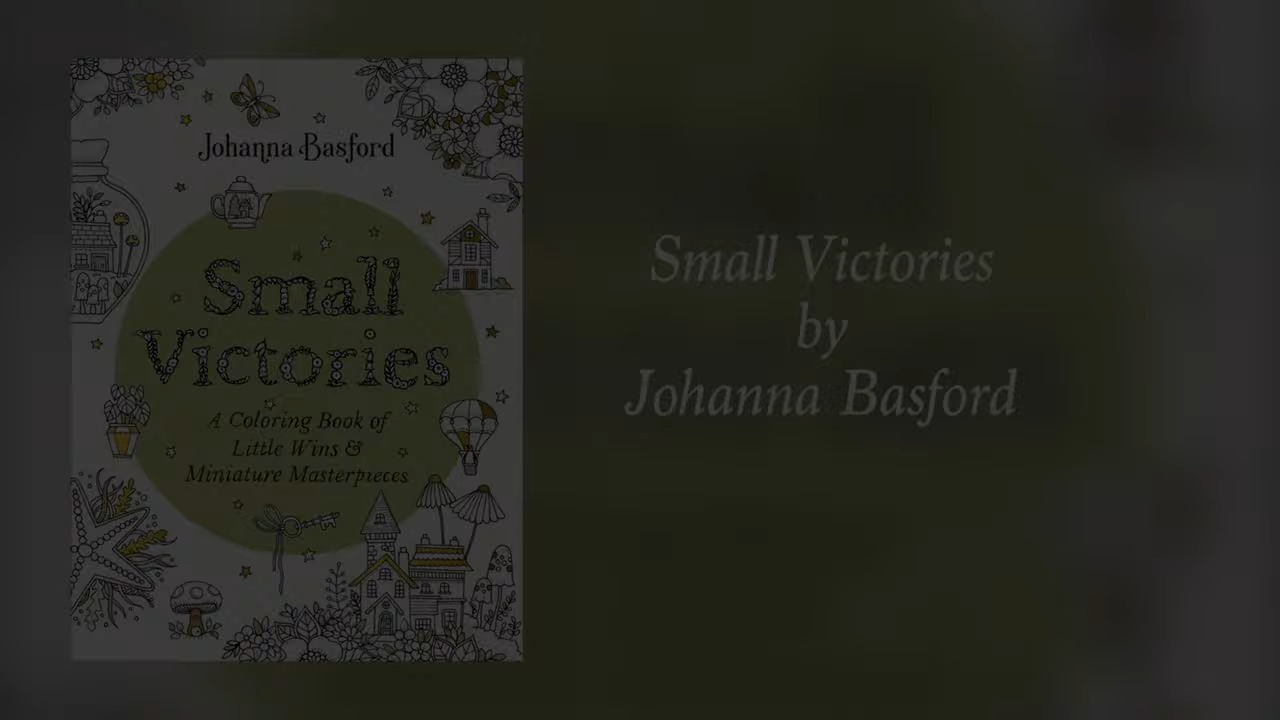 Johanna Basford
Small
Victories
A Coloring Book of
Little Wins &
Miniature Masterpieces
Small Victories
by
Johanna Basford